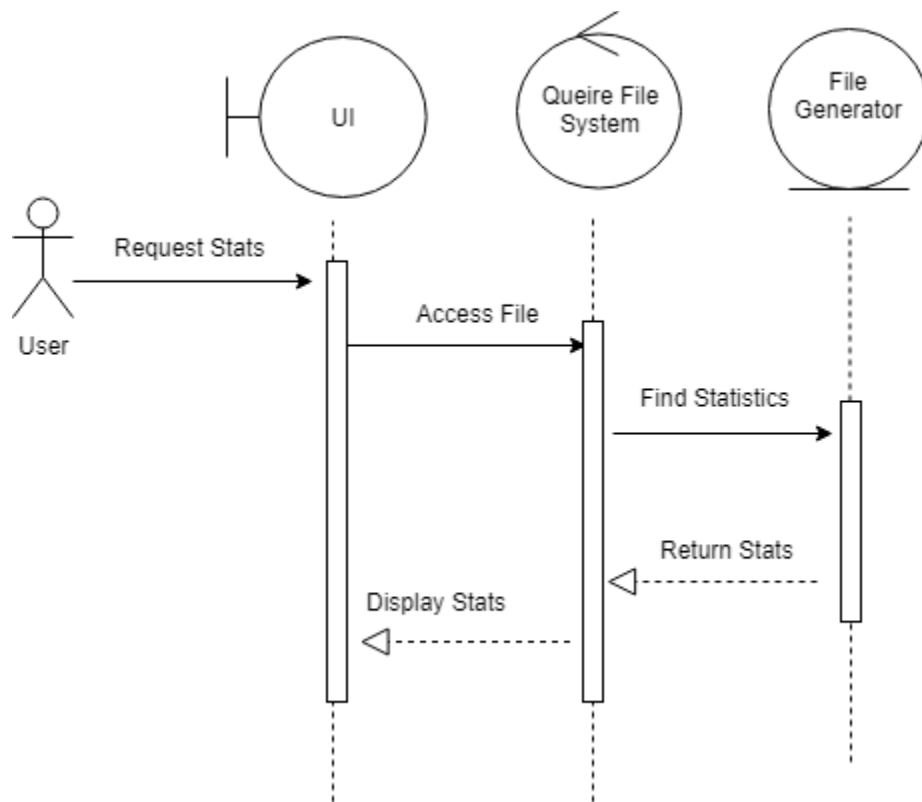 UI
Queire File
System
File
Generator
Request Stats
User
Access File
Find Statistics
Return Stats
Display Stats